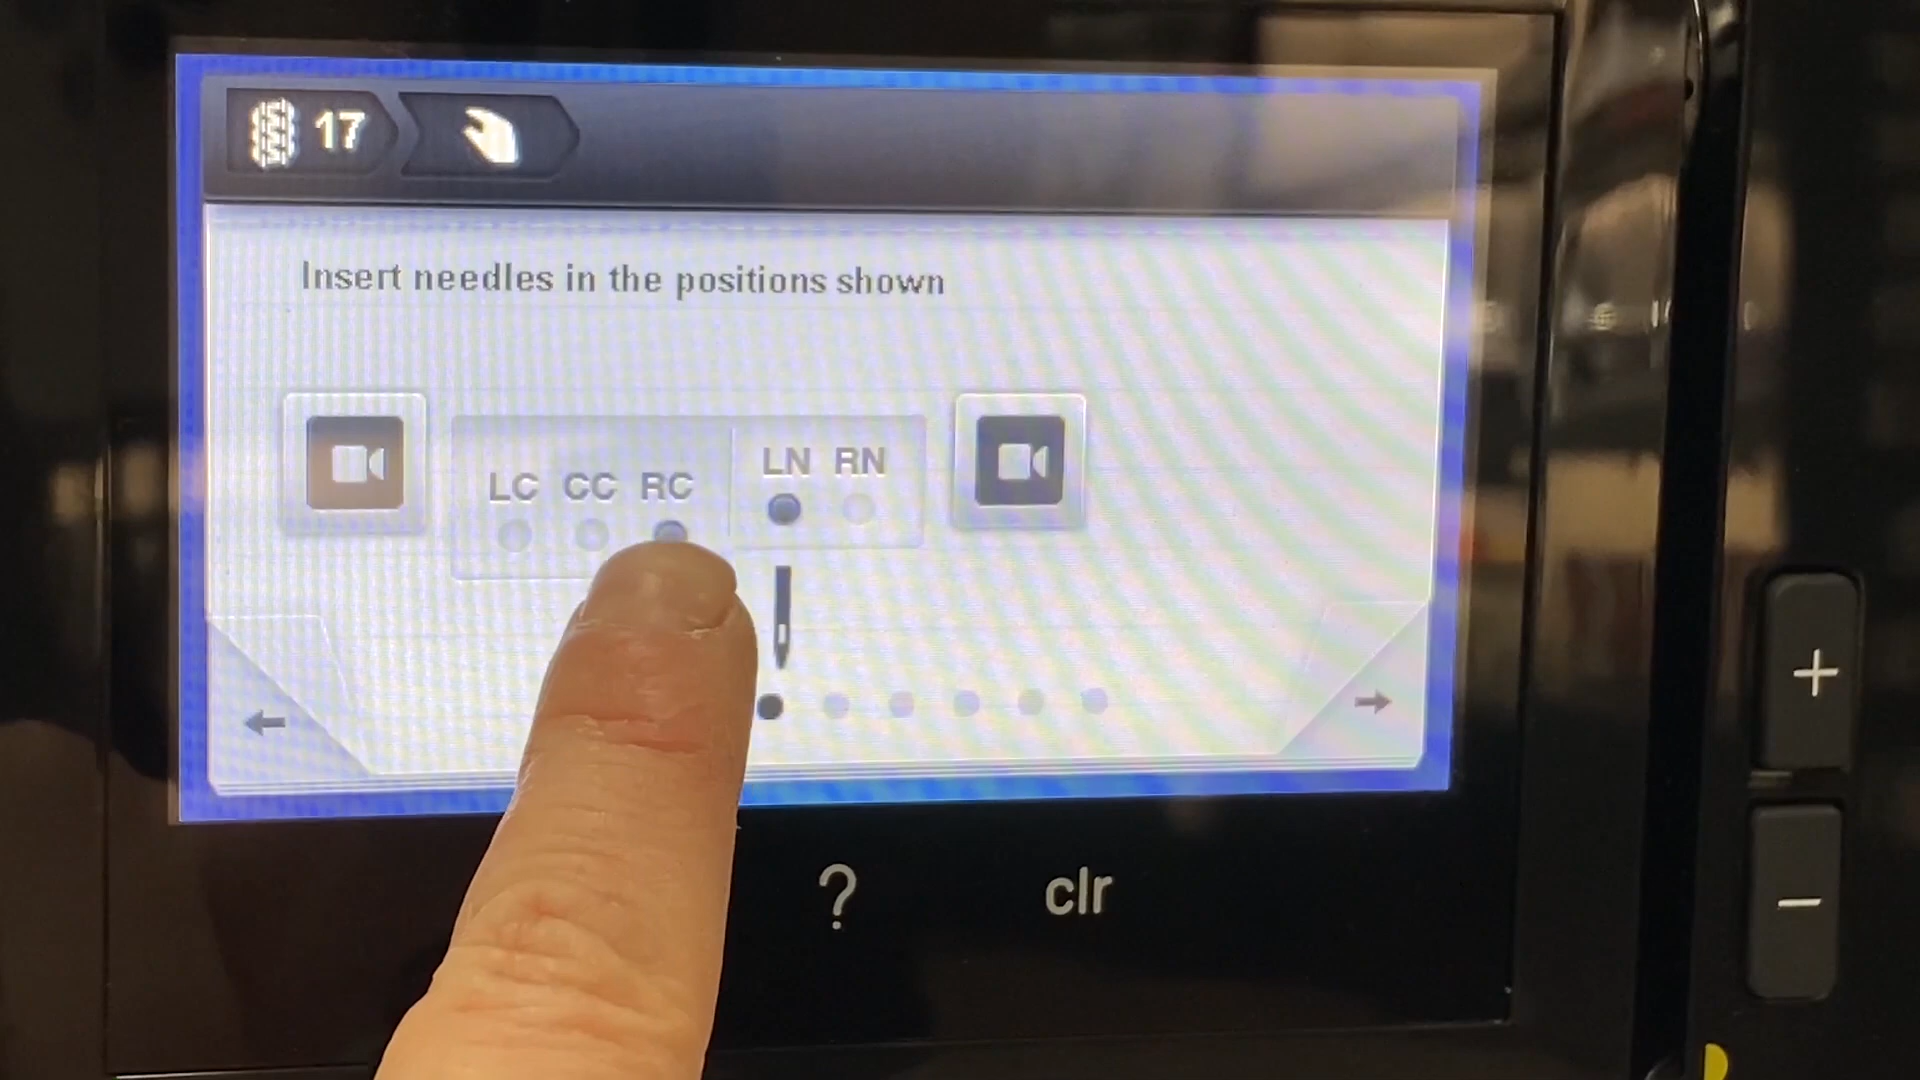 17
Insert needles in the positions shown
LC CC RC LN RN
? clr
+
−